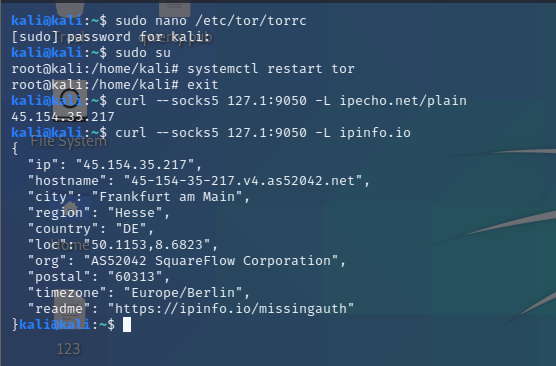 kali@kali:~$ sudo nano /etc/tor/torrc
[sudo] password for kali:
kali@kali:~$ sudo su
root@kali:/home/kali# systemctl restart tor
root@kali:/home/kali# exit
kali@kali:~$ curl --socks5 127.1:9050 -L ipecho.net/plain
45.154.35.217
kali@kali:~$ curl --socks5 127.1:9050 -L ipinfo.io
{
File System
  "ip": "45.154.35.217",
  "hostname": "45-154-35-217.v4.as52042.net",
  "city": "Frankfurt am Main",
  "region": "Hesse",
  "country": "DE",
  "loc": "50.1153,8.6823",
Home
  "org": "AS52042 SquareFlow Corporation",
  "postal": "60313",
  "timezone": "Europe/Berlin",
  "readme": "https://ipinfo.io/missingauth"
}kali@kali:~$
123